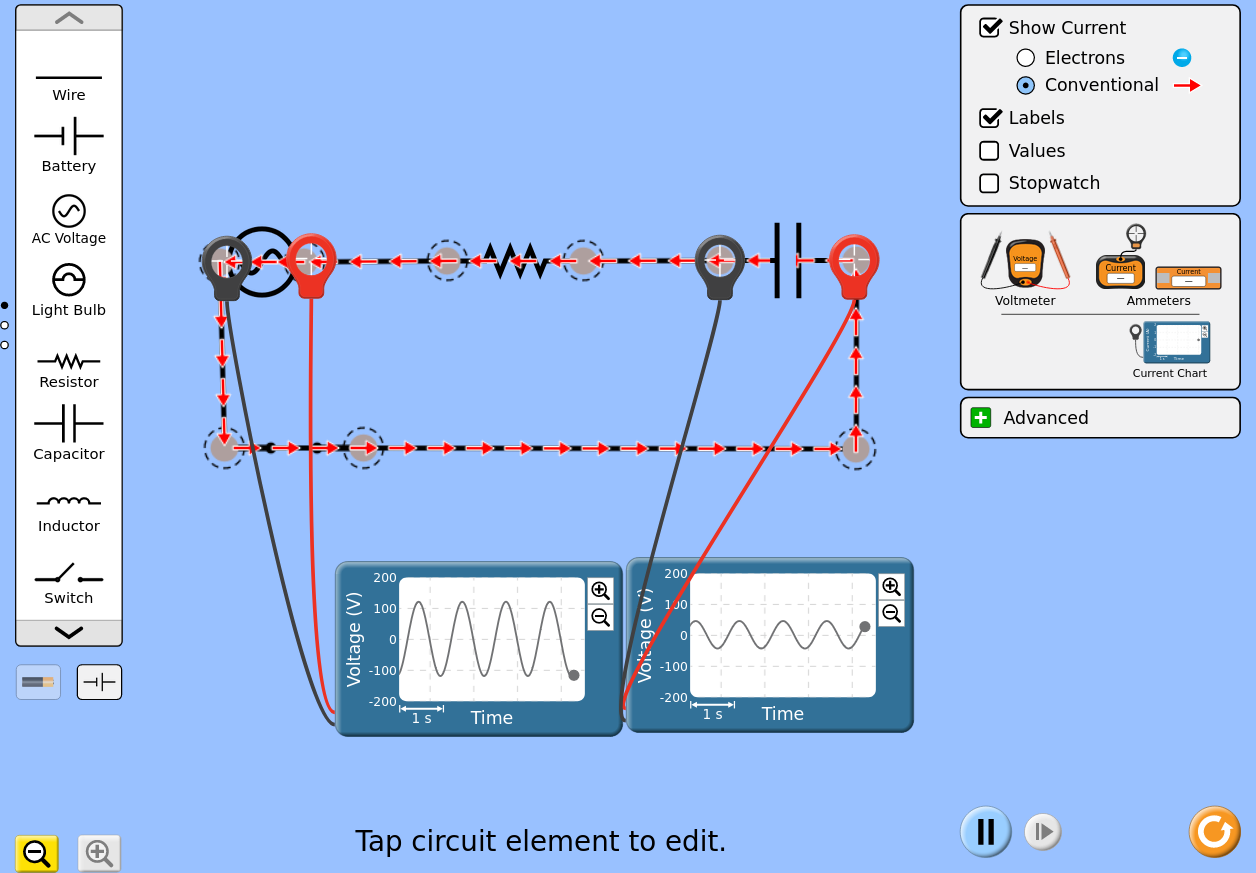 Wire
Battery
AC Voltage
Light Bulb
Resistor
Capacitor
Inductor
Switch
Show Current
Electrons
Conventional
Labels
Values
Stopwatch
Voltage
Current
Current
Voltmeter
Ammeters
Current Chart
Advanced
Voltage (V)
200
100
0
-100
-200
1 s
Time
Voltage (V)
200
100
0
-100
-200
1 s
Time
Tap circuit element to edit.